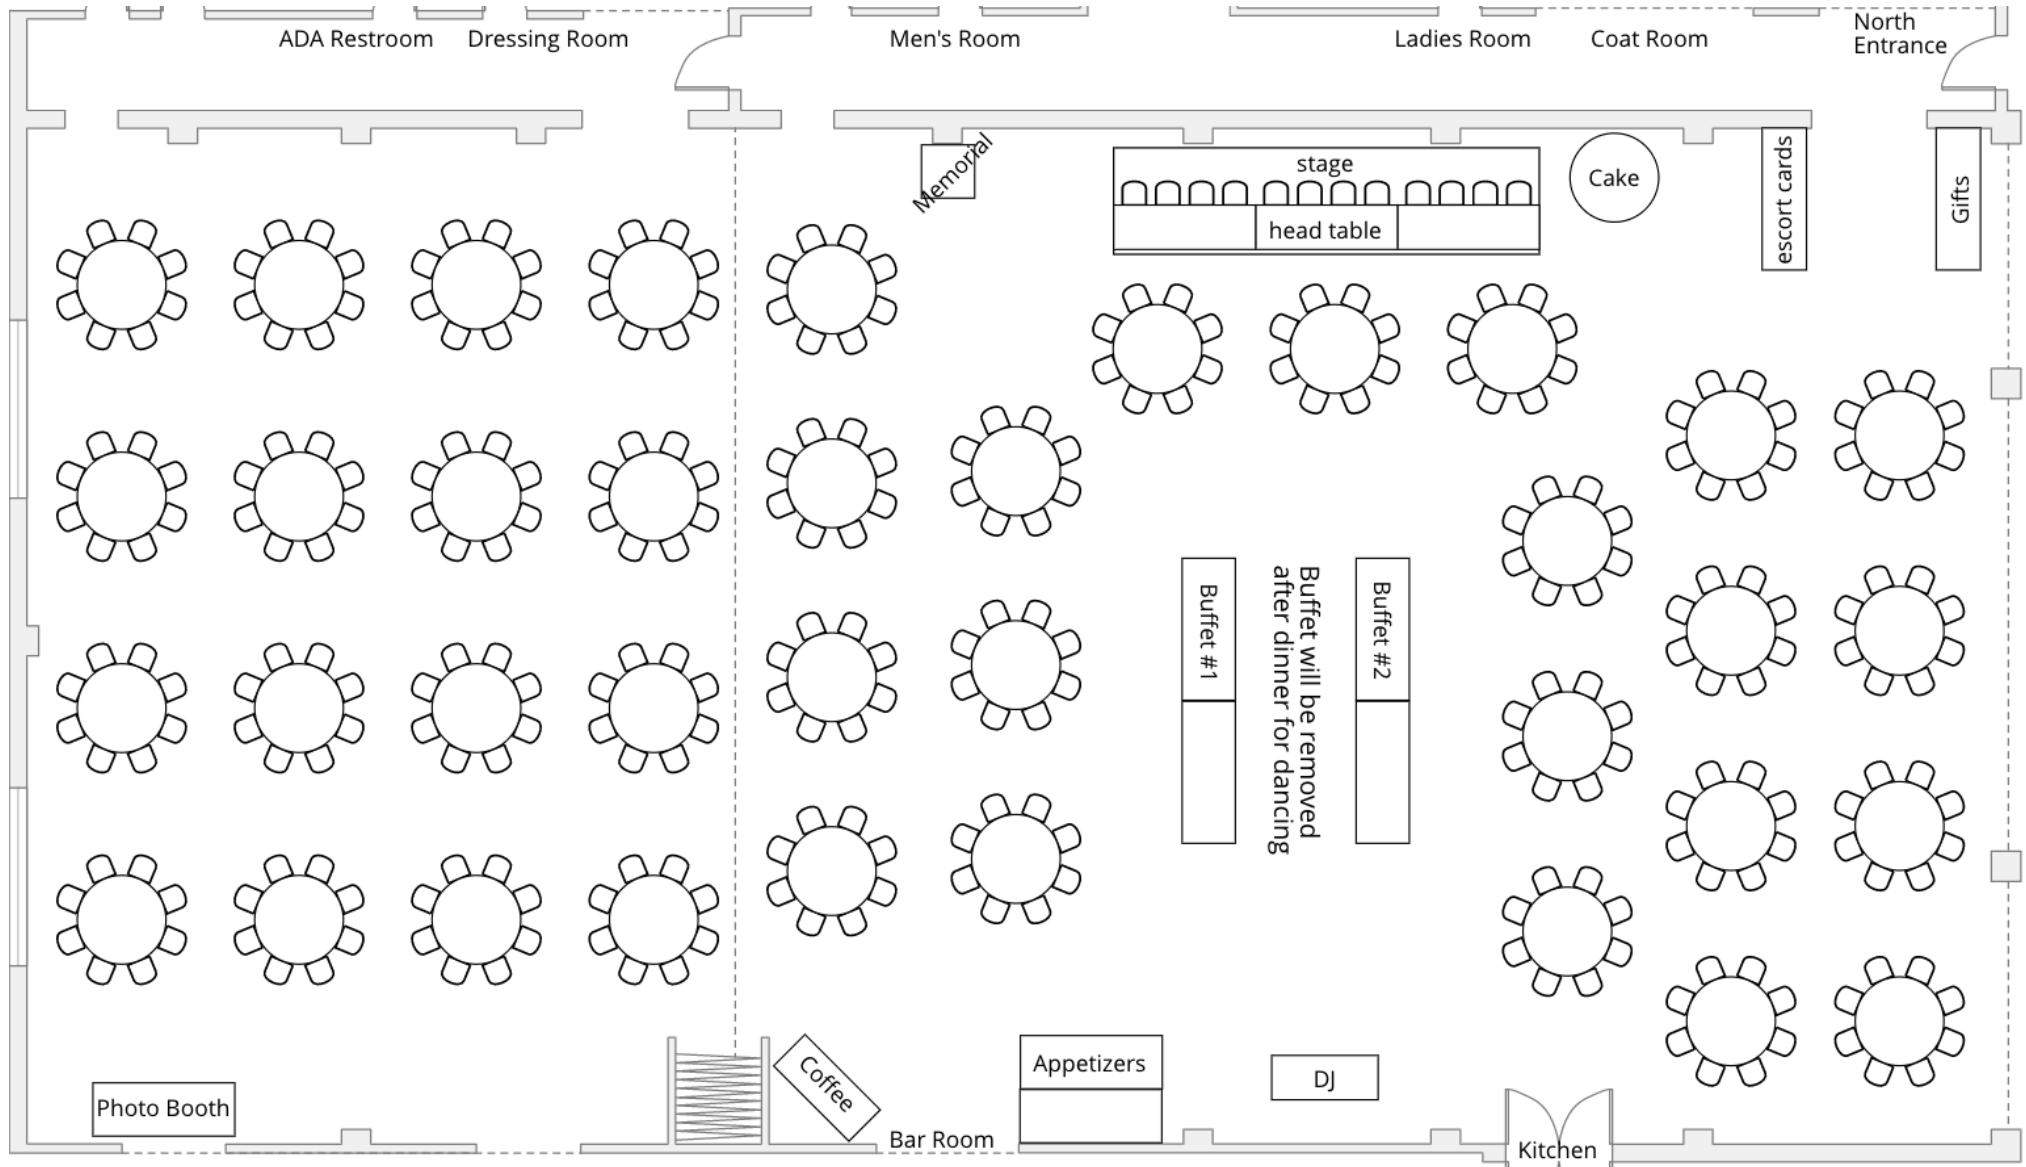 ADA Restroom
Dressing Room
Men's Room
Ladies Room
Coat Room
North
Entrance
Memorial
stage
head table
Cake
escort cards
Gifts
Buffet #1
Buffet will be removed
after dinner for dancing
Buffet #2
Photo Booth
Coffee
Bar Room
Appetizers
DJ
Kitchen